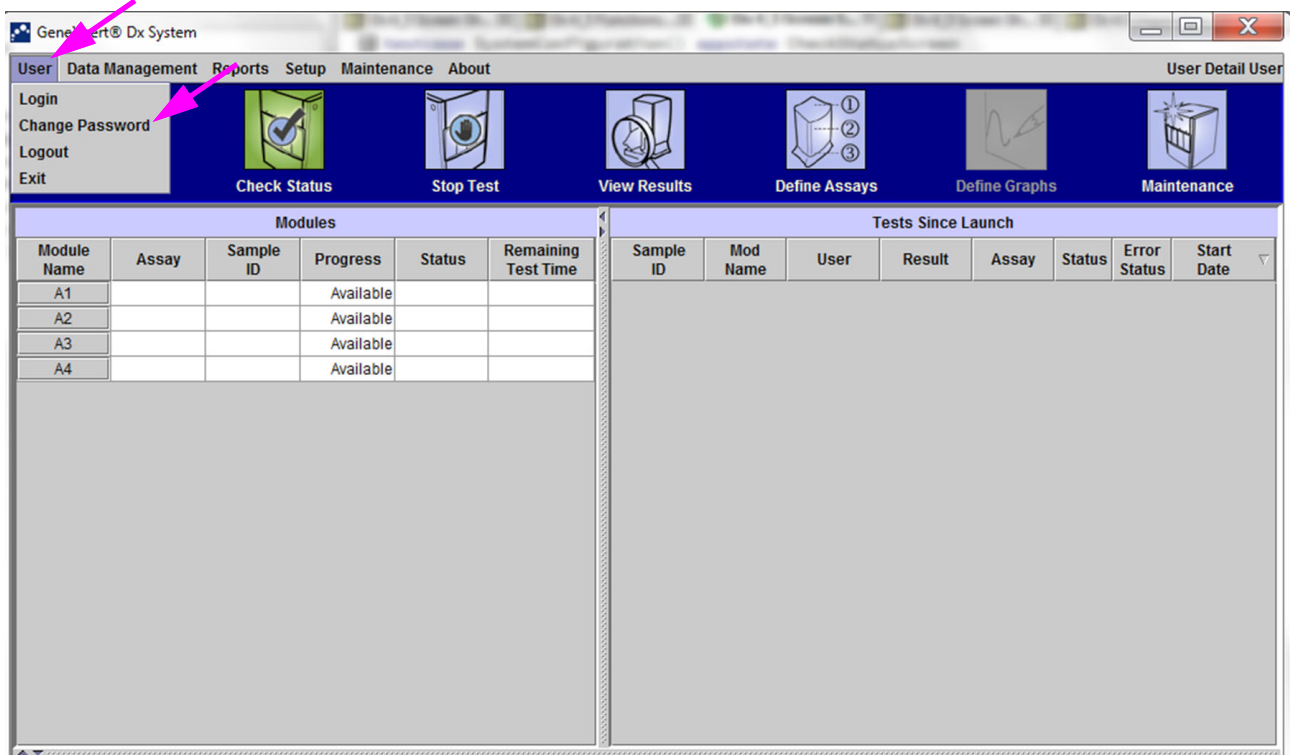 GeneXpert® Dx System
User Data Management Reports Setup Maintenance About User Detail User
Login
Change Password
Logout
Exit
Check Status Stop Test View Results Define Assays Define Graphs Maintenance
① 
② 
③
Modules
Module Name Assay Sample ID Progress Status Remaining Test Time
A1 Available
A2 Available
A3 Available
A4 Available
Tests Since Launch
Sample ID Mod Name User Result Assay Status Error Status Start Date